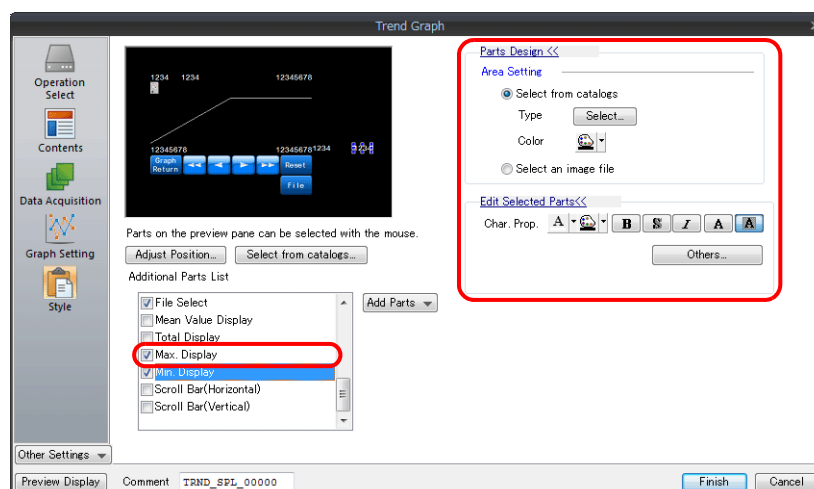 Trend Graph
Operation
Select
Contents
Data Acquisition
Graph Setting
Style
Other Settings
1234 1234 12345678
12345678 123456781234
Graph
Return
Reset
File
Parts on the preview pane can be selected with the mouse.
Adjust Position... Select from catalogs...
Additional Parts List
File Select
Mean Value Display
Total Display
Max. Display
Min. Display
Scroll Bar(Horizontal)
Scroll Bar(Vertical)
Add Parts
Parts Design <<
Area Setting
Select from catalogs
Type Select...
Color
Select an image file
Edit Selected Parts<<
Char. Prop. A B S I A A
Others...
Preview Display Comment TRND_SPL_00000 Finish Cancel